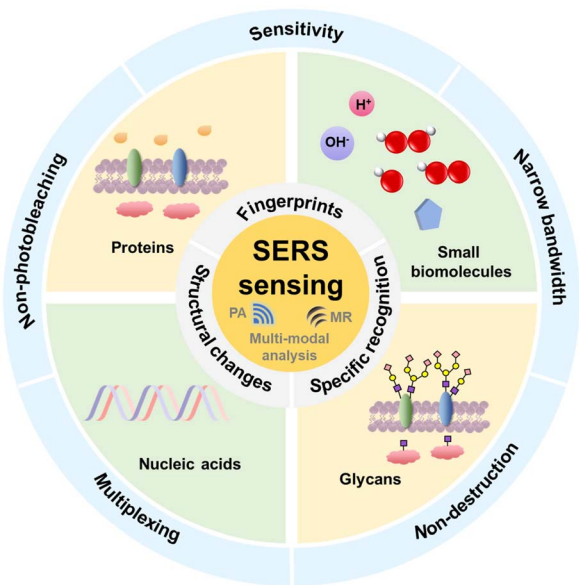 Sensitivity
Non-photobleaching
Narrow bandwidth
H⁺
OH⁻
Proteins
Small
biomolecules
Fingerprints
SERS
sensing
PA
MR
Multi-modal
analysis
Structural changes
Specific recognition
Nucleic acids
Glycans
Multiplexing
Non-destruction